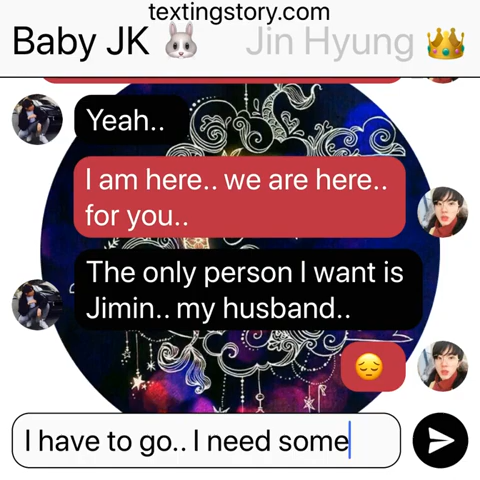 textingstory.com
Baby JK 🐰 Jin Hyung 👑
Yeah..
I am here.. we are here..
for you..
The only person I want is
Jimin.. my husband..
😔
I have to go.. I need some